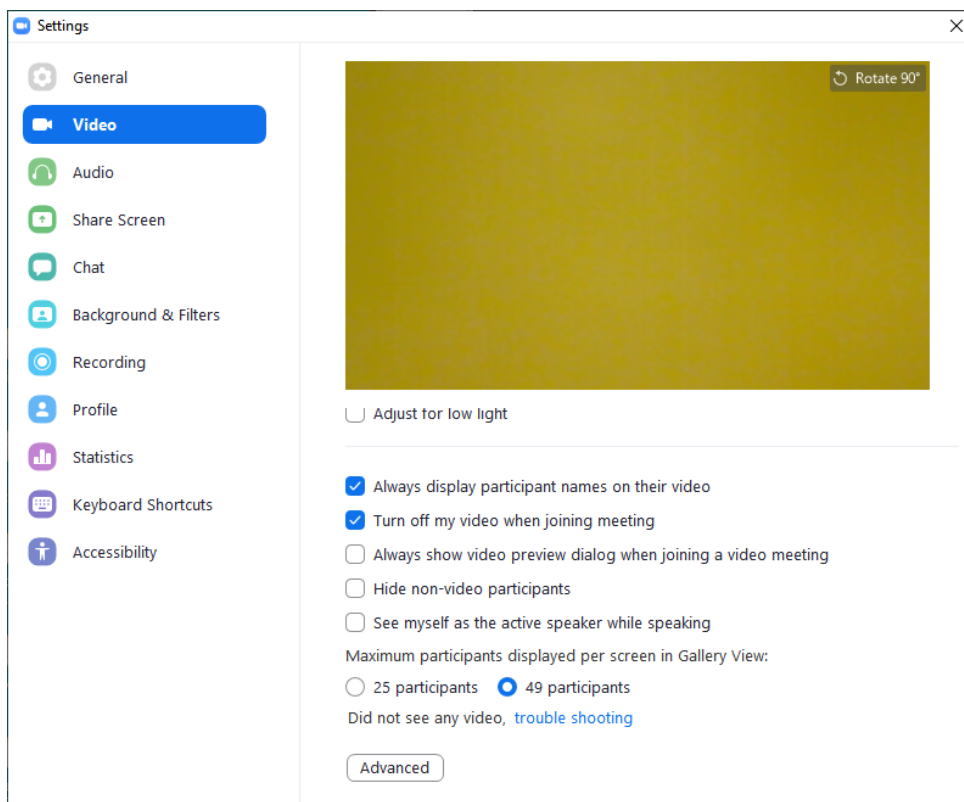 Settings
General
Video
Audio
Share Screen
Chat
Background & Filters
Recording
Profile
Statistics
Keyboard Shortcuts
Accessibility
Rotate 90°
Adjust for low light
Always display participant names on their video
Turn off my video when joining meeting
Always show video preview dialog when joining a video meeting
Hide non-video participants
See myself as the active speaker while speaking
Maximum participants displayed per screen in Gallery View:
25 participants 49 participants
Did not see any video, trouble shooting
Advanced